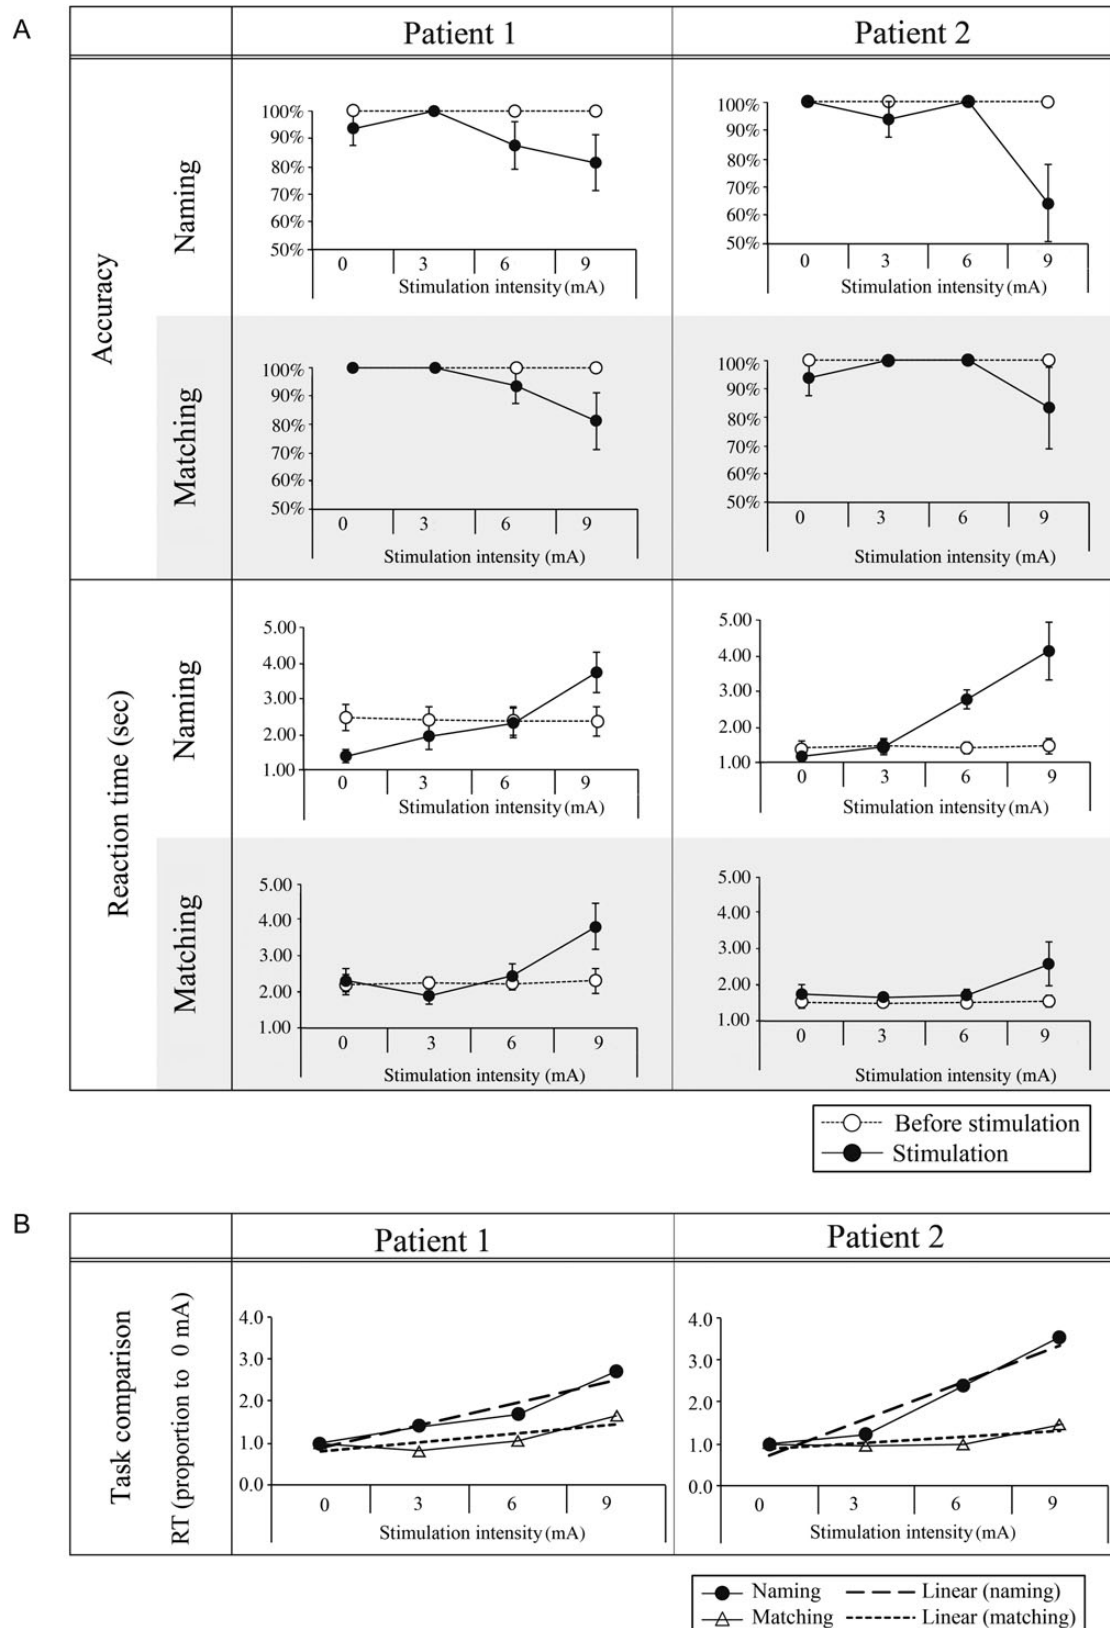 A
Patient 1 Patient 2
Accuracy
Naming
100%
90%
80%
70%
60%
50%
0 3 6 9
Stimulation intensity (mA)
100%
90%
80%
70%
60%
50%
0 3 6 9
Stimulation intensity (mA)
Matching
100%
90%
80%
70%
60%
50%
0 3 6 9
Stimulation intensity (mA)
100%
90%
80%
70%
60%
50%
0 3 6 9
Stimulation intensity (mA)
Reaction time (sec)
Naming
5.00
4.00
3.00
2.00
1.00
0 3 6 9
Stimulation intensity (mA)
5.00
4.00
3.00
2.00
1.00
0 3 6 9
Stimulation intensity (mA)
Matching
5.00
4.00
3.00
2.00
1.00
0 3 6 9
Stimulation intensity (mA)
5.00
4.00
3.00
2.00
1.00
0 3 6 9
Stimulation intensity (mA)
Before stimulation
Stimulation
B
Patient 1 Patient 2
Task comparison
RT (proportion to 0 mA)
4.0
3.0
2.0
1.0
0.0
0 3 6 9
Stimulation intensity (mA)
4.0
3.0
2.0
1.0
0.0
0 3 6 9
Stimulation intensity (mA)
Naming Linear (naming)
Matching Linear (matching)